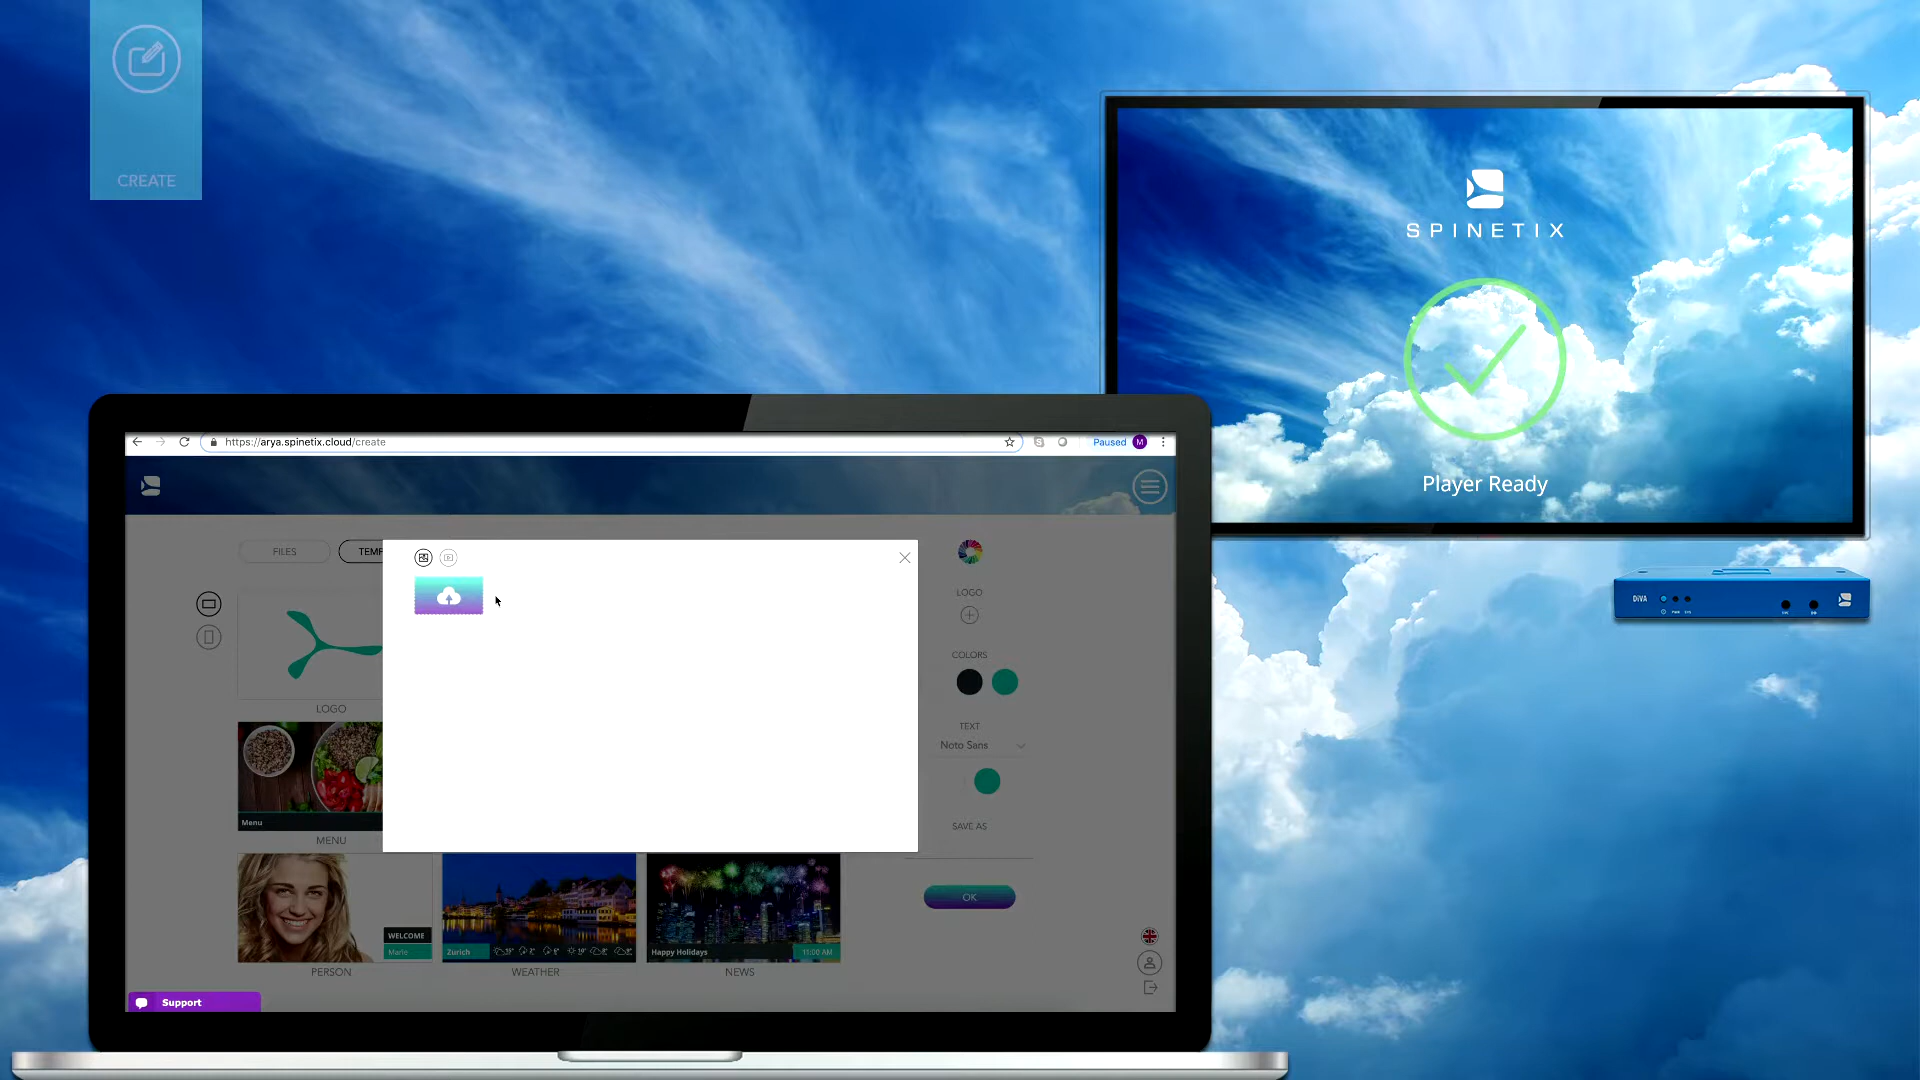 CREATE
SPINETIX
Player Ready
DiVA
https://arya.spinetix.cloud/create
Paused
M
FILES
TEMP
LOGO
COLORS
TEXT
Noto Sans
SAVE AS
OK
LOGO
Menu
MENU
WELCOME
Marie
PERSON
Zurich
WEATHER
Happy Holidays
11:00 AM
NEWS
Support